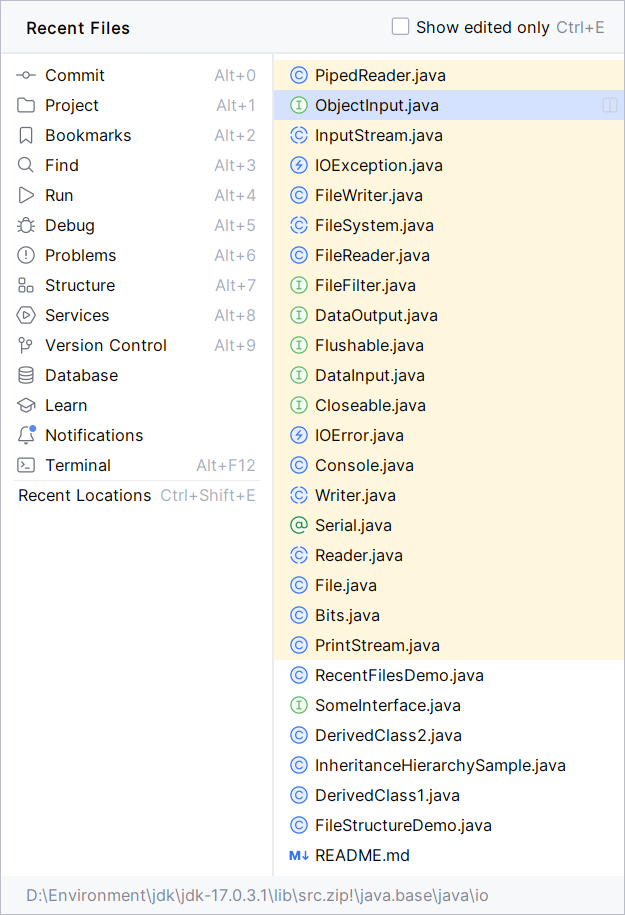 Recent Files
Show edited only Ctrl+E
Commit Alt+0
Project Alt+1
Bookmarks Alt+2
Find Alt+3
Run Alt+4
Debug Alt+5
Problems Alt+6
Structure Alt+7
Services Alt+8
Version Control Alt+9
Database
Learn
Notifications
Terminal Alt+F12
Recent Locations Ctrl+Shift+E
C PipedReader.java
I ObjectInput.java
C InputStream.java
IOException.java
C FileWriter.java
C FileSystem.java
C FileReader.java
I FileFilter.java
I DataOutput.java
I Flushable.java
I DataInput.java
I Closeable.java
IOError.java
C Console.java
C Writer.java
@ Serial.java
C Reader.java
C File.java
C Bits.java
C PrintStream.java
C RecentFilesDemo.java
I SomeInterface.java
C DerivedClass2.java
C InheritanceHierarchySample.java
C DerivedClass1.java
C FileStructureDemo.java
M↓ README.md
D:\Environment\jdk\jdk-17.0.3.1\lib\src.zip!\java.base\java\io